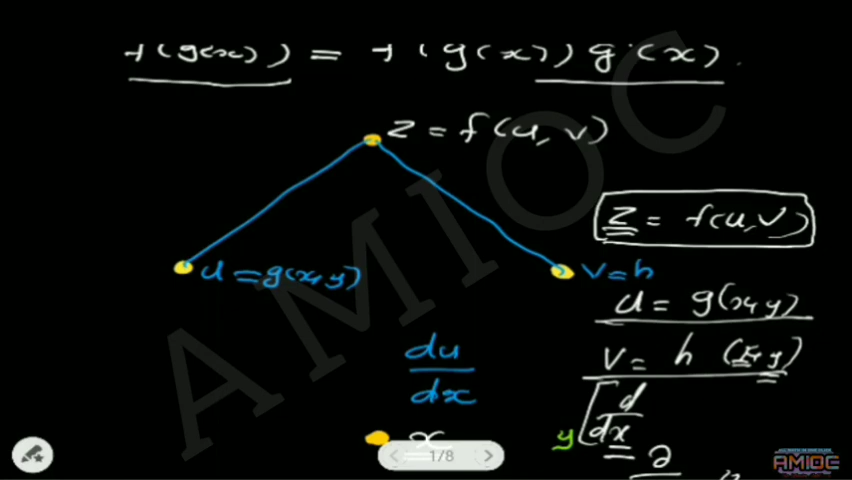 f(g(x)) = f(g(x)) g'(x).
z = f(u, v)
z = f(u, v)
u = g(x, y)
v = h
u = g(x, y)
v = h (x, y)
du
dx
d
dx
∂
x
y
1/8
AMIOC
AMIOC